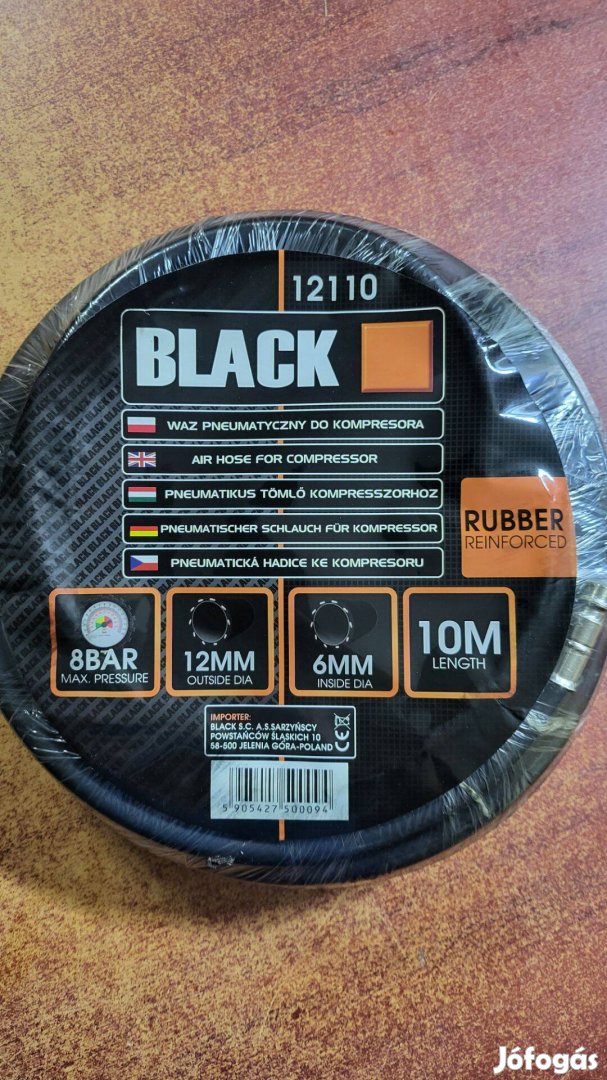 12110
BLACK
WAZ PNEUMATYCZNY DO KOMPRESORA
AIR HOSE FOR COMPRESSOR
PNEUMATIKUS TÖMLŐ KOMPRESSZORHOZ
PNEUMATISCHER SCHLAUCH FÜR KOMPRESSOR
PNEUMATICKÁ HADICE KE KOMPRESORU
RUBBER
REINFORCED
8BAR
MAX. PRESSURE
12MM
OUTSIDE DIA
6MM
INSIDE DIA
10M
LENGTH
IMPORTER:
BLACK S.C. A.S.SARZYŃSCY
POWSTAŃCÓW ŚLĄSKICH 10
58-500 JELENIA GÓRA-POLAND
CE
5 905427 500094
Jófogás